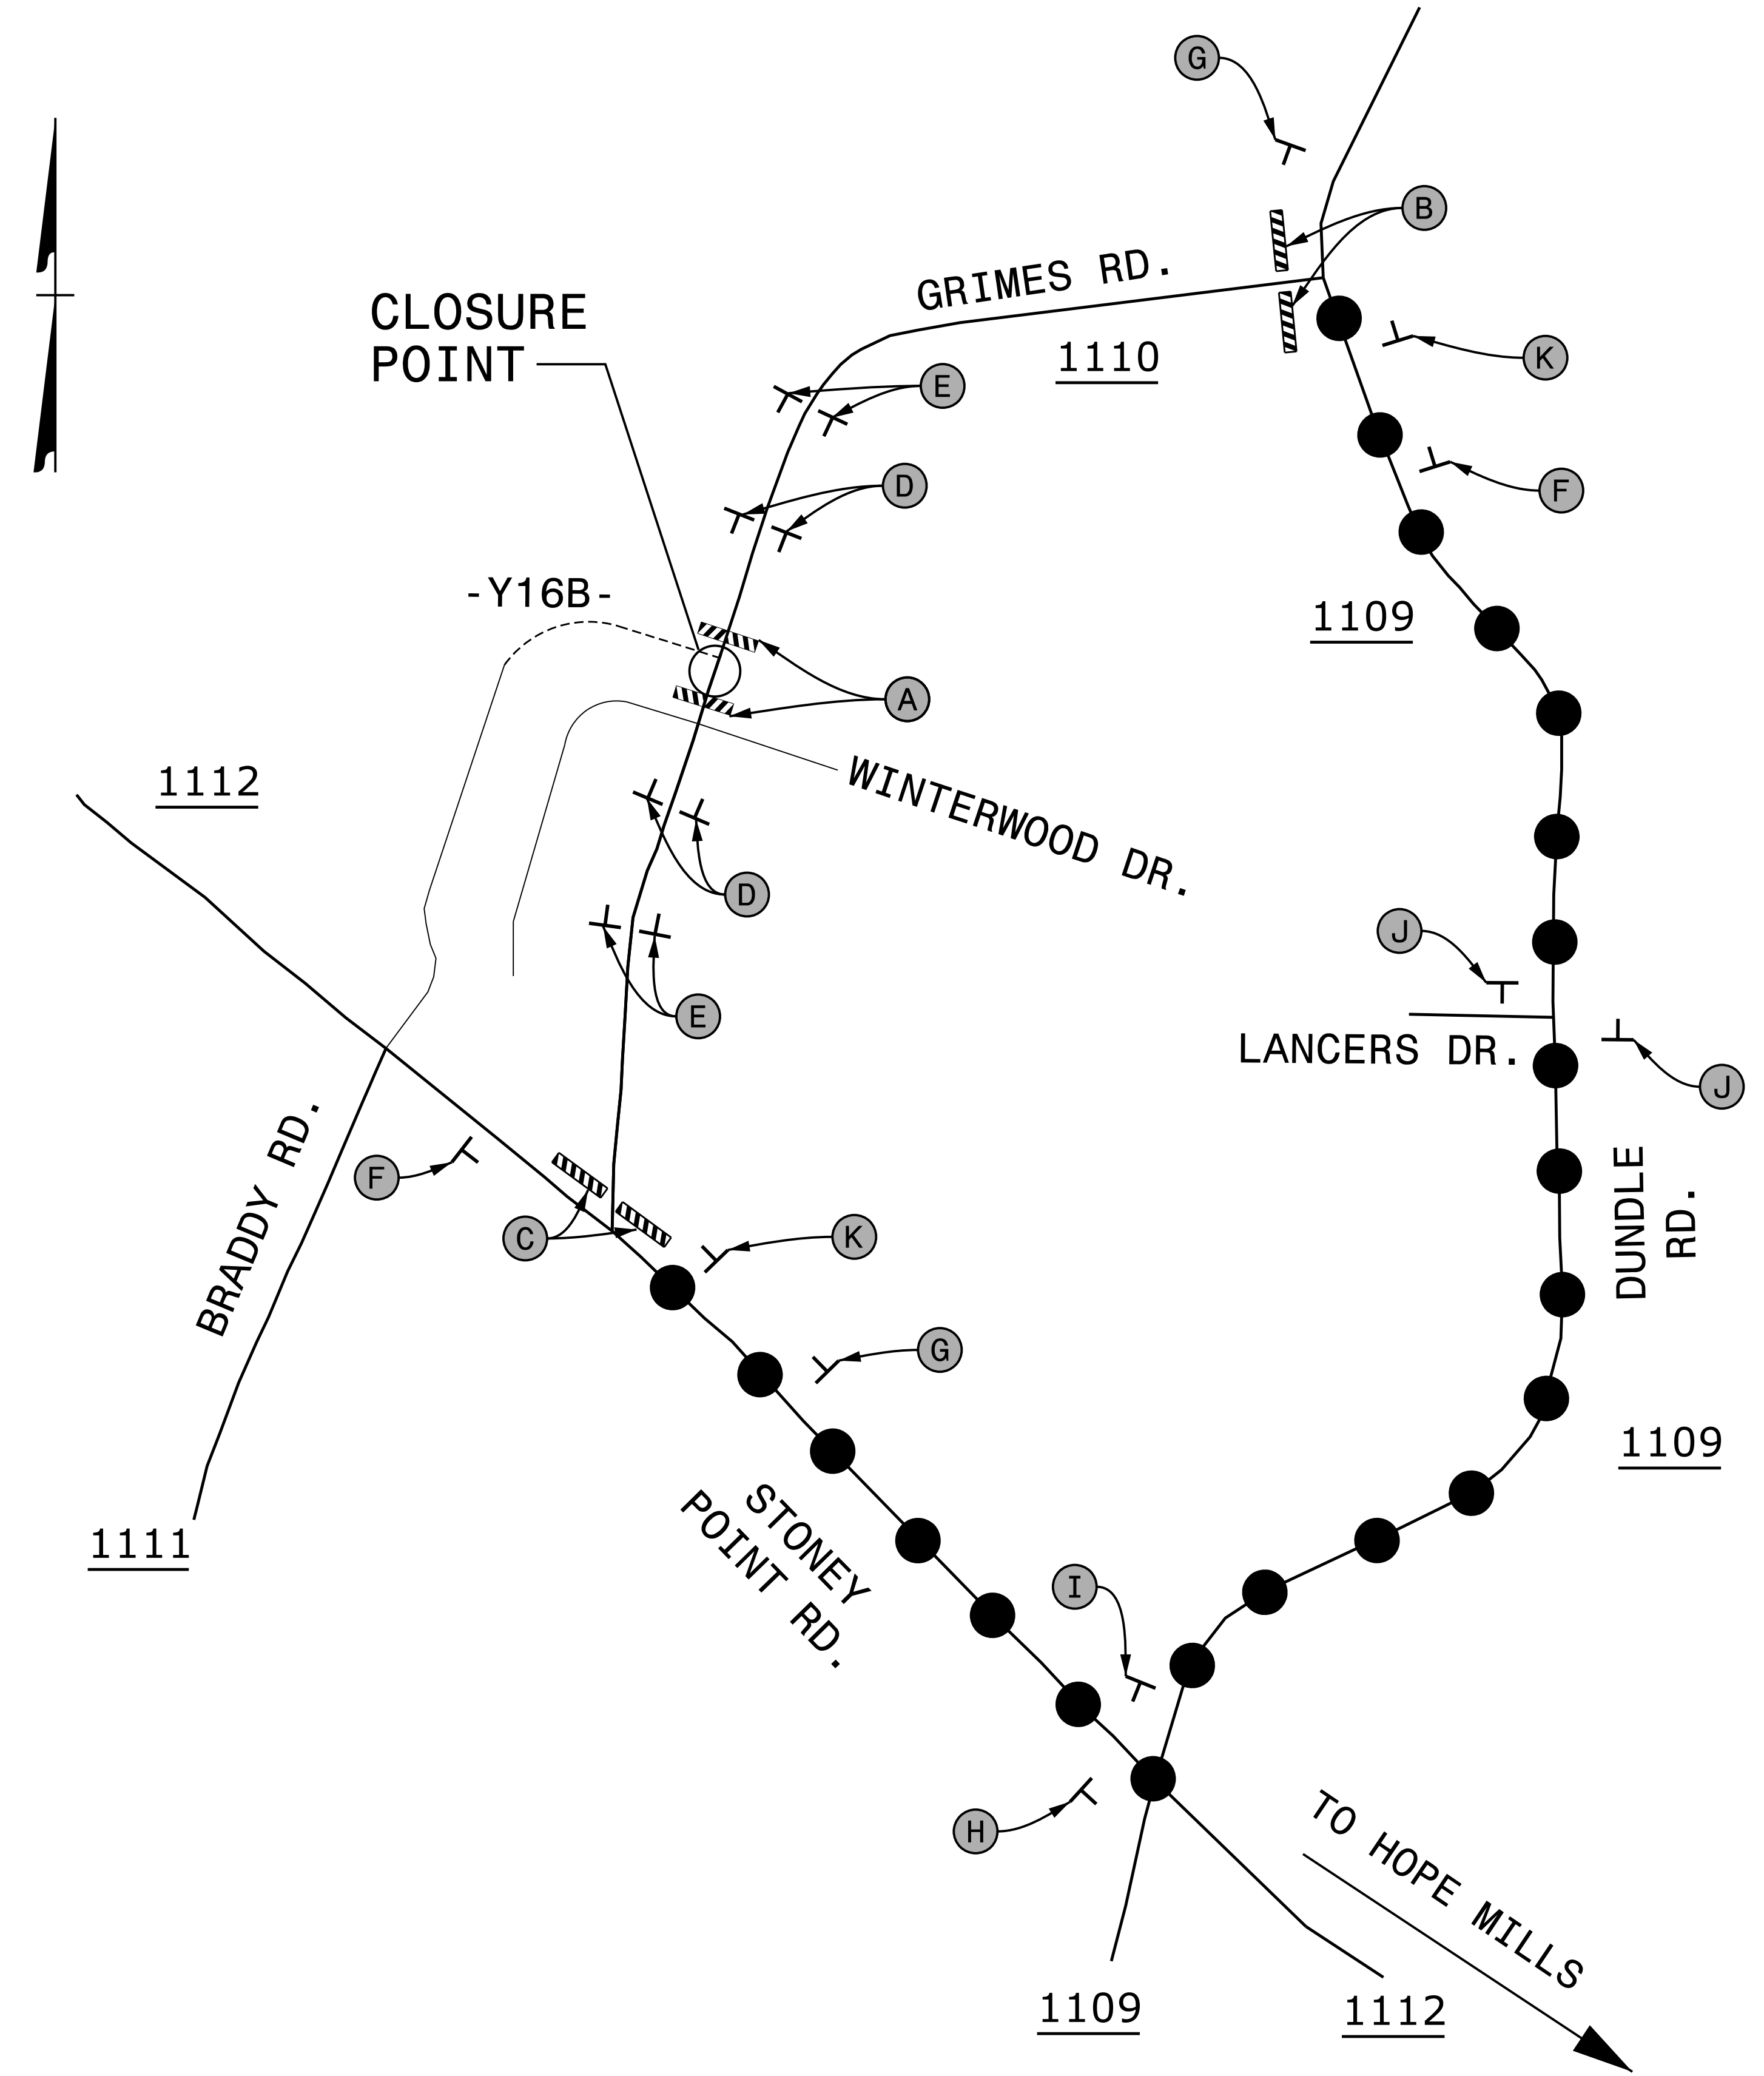 G
B
GRIMES RD.
CLOSURE
POINT
1110
K
E
F
D
-Y16B-
1109
A
1112
WINTERWOOD DR.
D
J
E
LANCERS DR.
J
BRADDY RD.
F
C
K
DUNDLE
RD.
G
1109
STONEY
POINT RD.
1111
I
H
TO HOPE MILLS
1109
1112